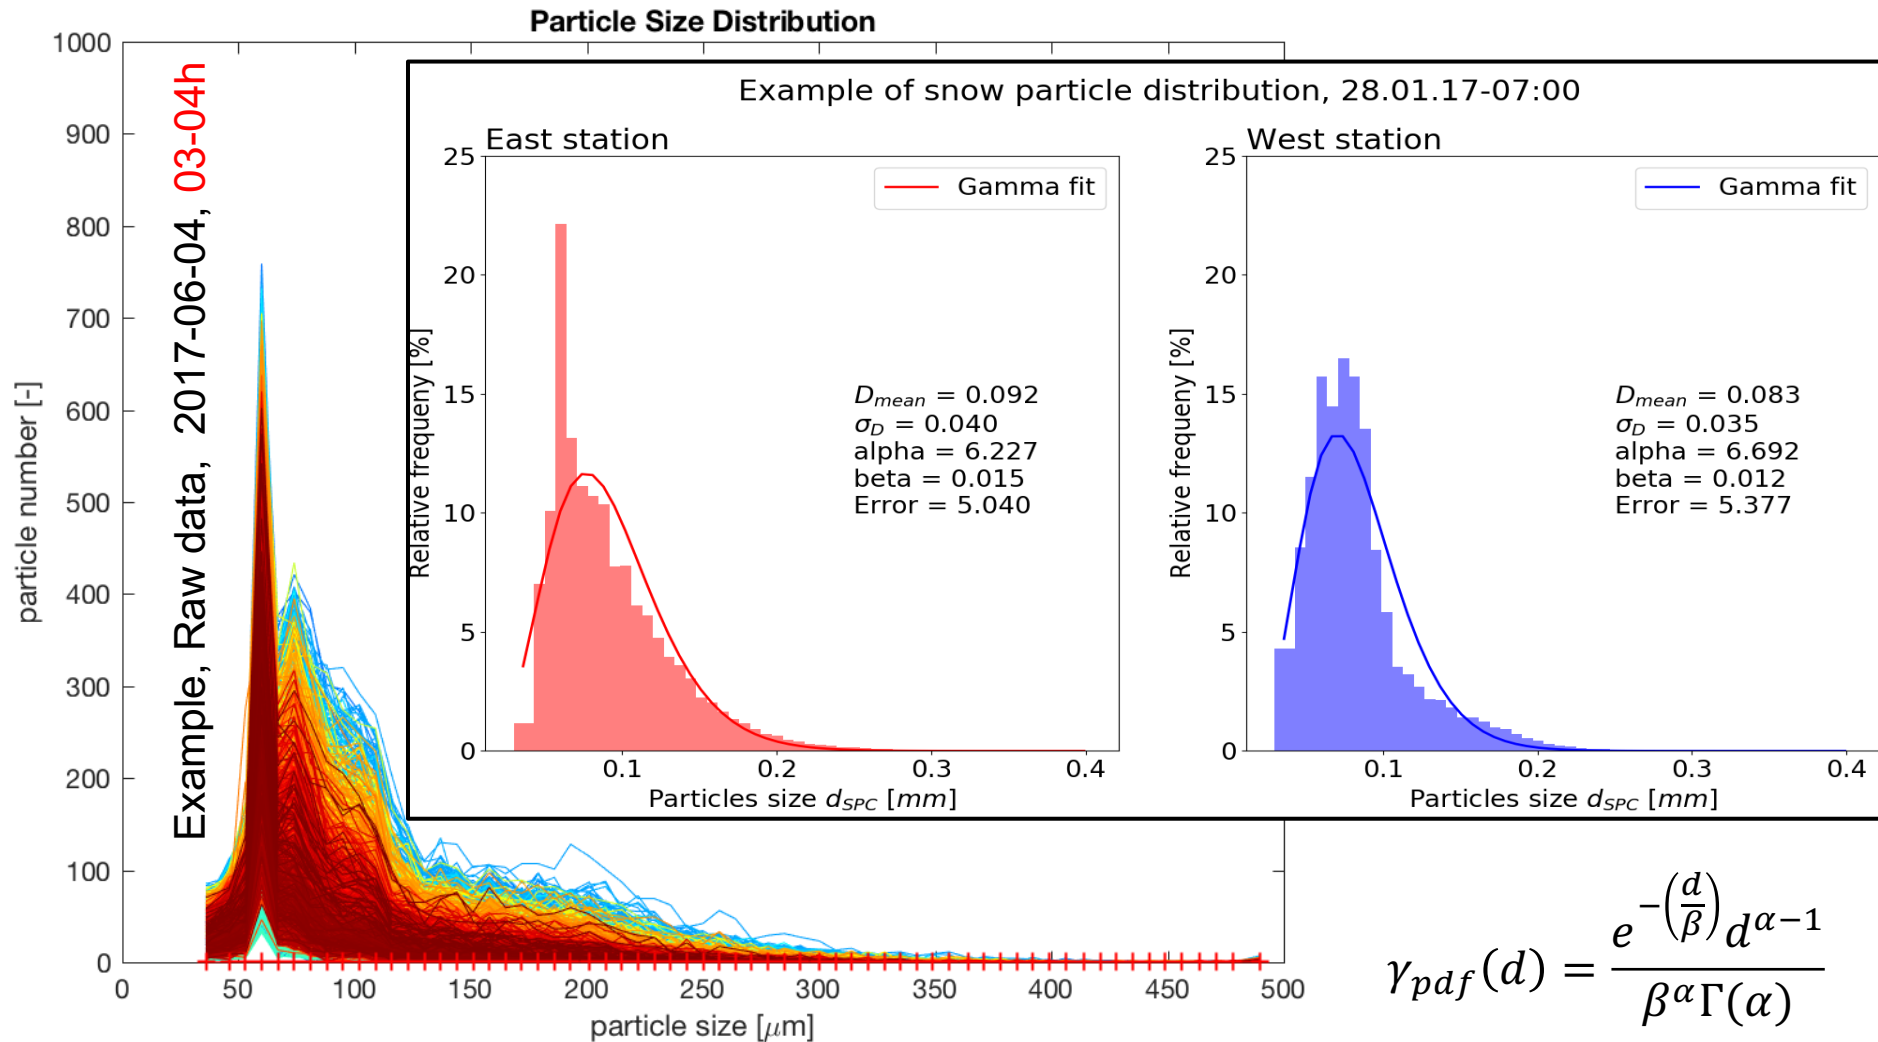 Particle Size Distribution
1000
900
800
700
600
500
400
300
200
100
0
particle number [-]
0
50
100
150
200
250
300
350
400
450
500
particle size [μm]
Example, Raw data, 2017-06-04, 03-04h
Example of snow particle distribution, 28.01.17-07:00
East station
25
20
15
10
5
0
Relative frequeny [%]
Gamma fit
D_mean = 0.092
σ_D = 0.040
alpha = 6.227
beta = 0.015
Error = 5.040
0.1
0.2
0.3
0.4
Particles size d_SPC [mm]
West station
25
20
15
10
5
0
Relative frequeny [%]
Gamma fit
D_mean = 0.083
σ_D = 0.035
alpha = 6.692
beta = 0.012
Error = 5.377
0.1
0.2
0.3
0.4
Particles size d_SPC [mm]
γ_pdf(d) = e^{-(d/β)} d^{α-1} / β^α Γ(α)